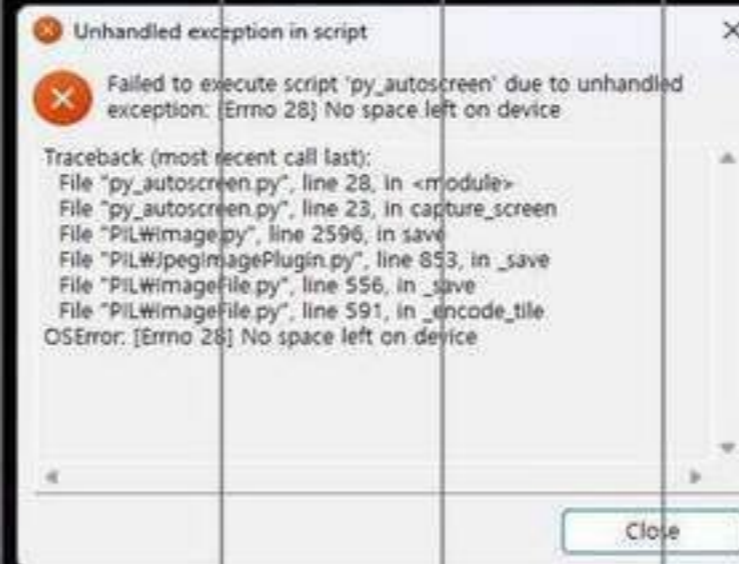 Unhandled exception in script
Failed to execute script 'py_autoscreen' due to unhandled
exception: [Errno 28] No space left on device
Traceback (most recent call last):
File "py_autoscreen.py", line 28, in <module>
File "py_autoscreen.py", line 23, in capture_screen
File "PIL₩Image.py", line 2596, in save
File "PIL₩JpegImagePlugin.py", line 853, in _save
File "PIL₩ImageFile.py", line 556, in _save
File "PIL₩ImageFile.py", line 591, in _encode_tile
OSError: [Errno 28] No space left on device
Close